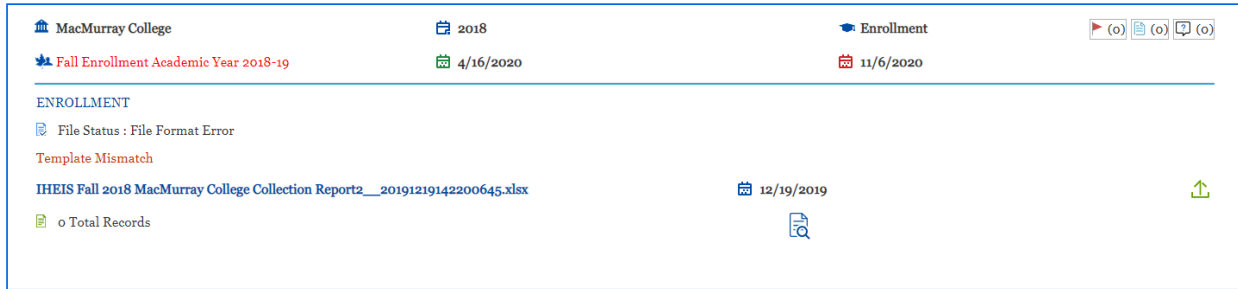 MacMurray College 2018 Enrollment (0) (0) (0)
Fall Enrollment Academic Year 2018-19 4/16/2020 11/6/2020
ENROLLMENT
File Status : File Format Error
Template Mismatch
IHEIS Fall 2018 MacMurray College Collection Report2__20191219142200645.xlsx 12/19/2019
0 Total Records